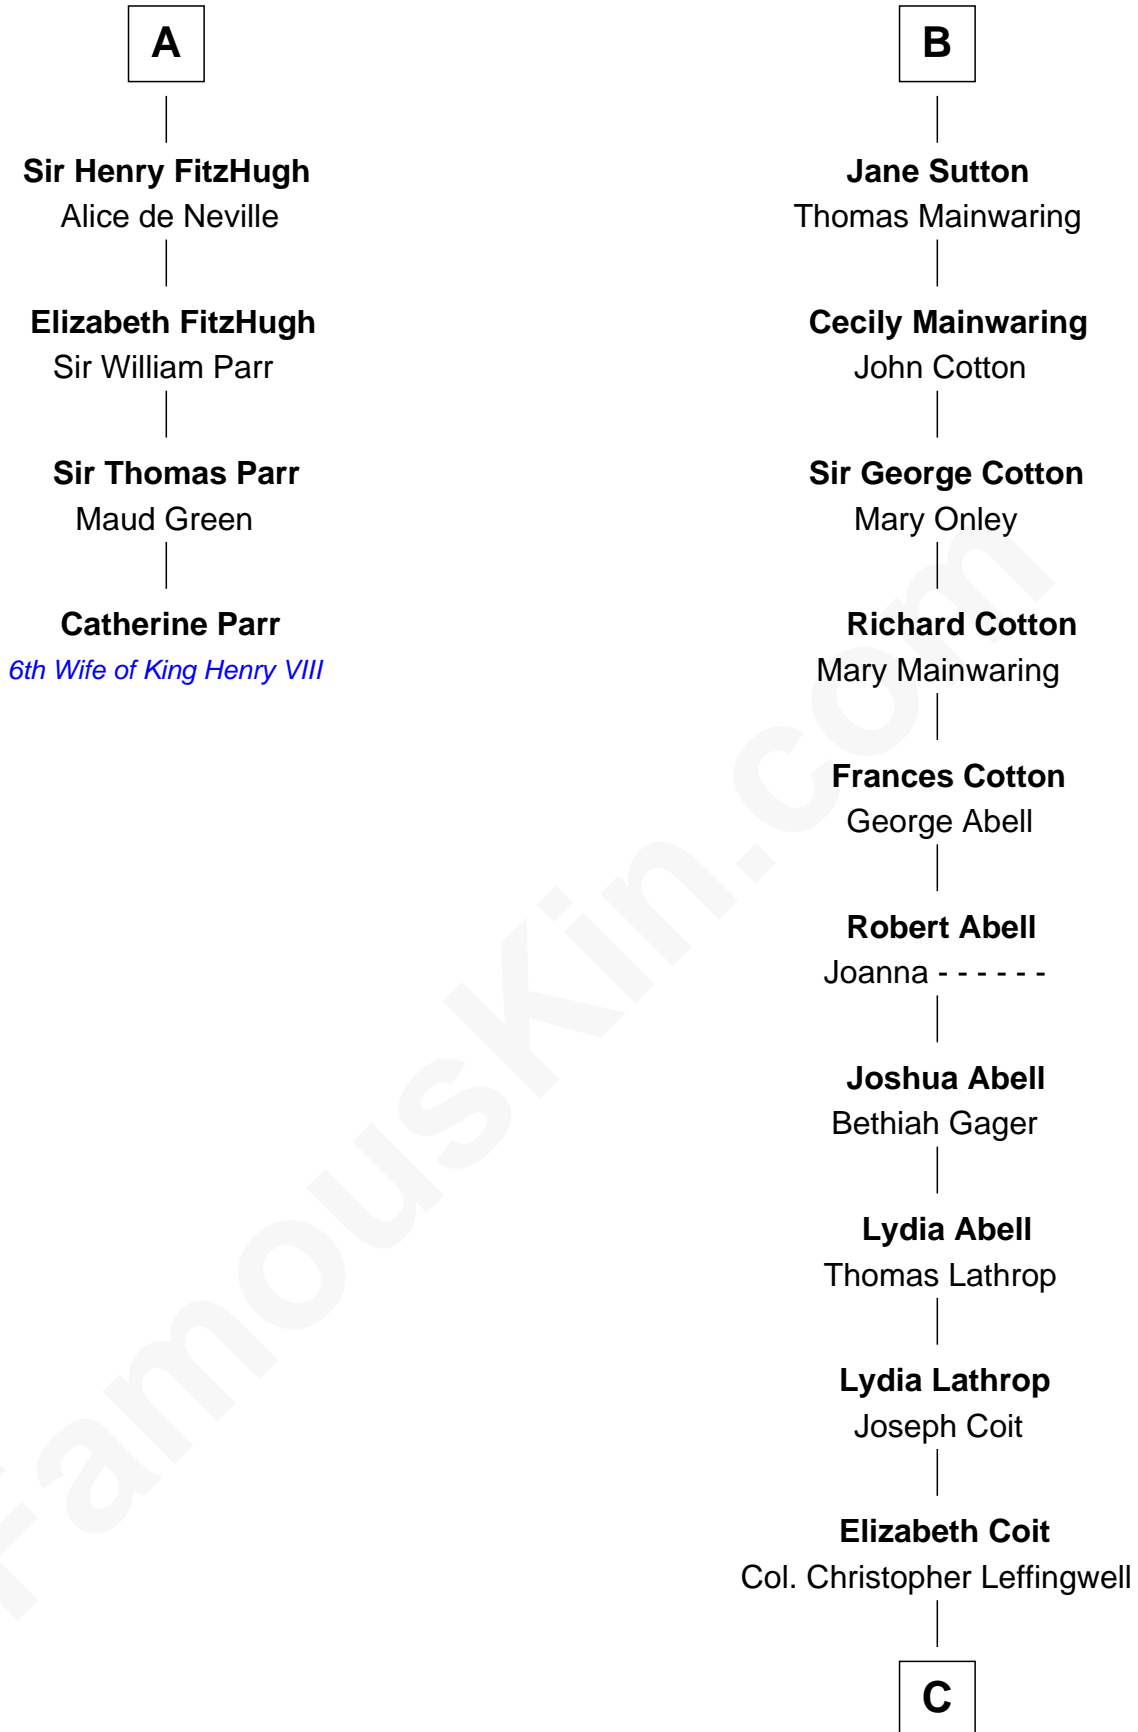 A
Sir Henry FitzHugh
Alice de Neville
Elizabeth FitzHugh
Sir William Parr
Sir Thomas Parr
Maud Green
Catherine Parr
6th Wife of King Henry VIII
B
Jane Sutton
Thomas Mainwaring
Cecily Mainwaring
John Cotton
Sir George Cotton
Mary Onley
Richard Cotton
Mary Mainwaring
Frances Cotton
George Abell
Robert Abell
Joanna - - - - - -
Joshua Abell
Bethiah Gager
Lydia Abell
Thomas Lathrop
Lydia Lathrop
Joseph Coit
Elizabeth Coit
Col. Christopher Leffingwell
C
FamousKin.com